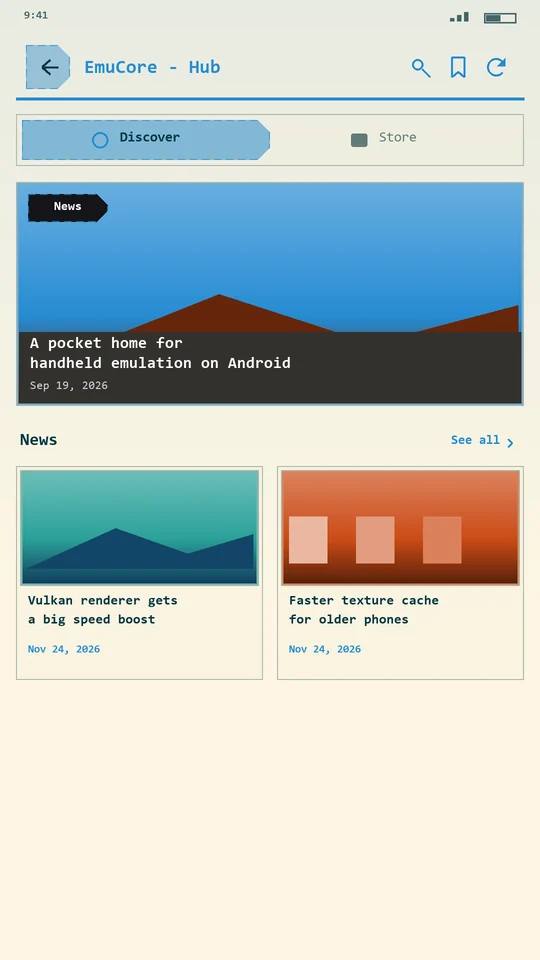 9:41
EmuCore - Hub
Discover
Store
News
A pocket home for
handheld emulation on Android
Sep 19, 2026
News
See all
Vulkan renderer gets
a big speed boost
Nov 24, 2026
Faster texture cache
for older phones
Nov 24, 2026